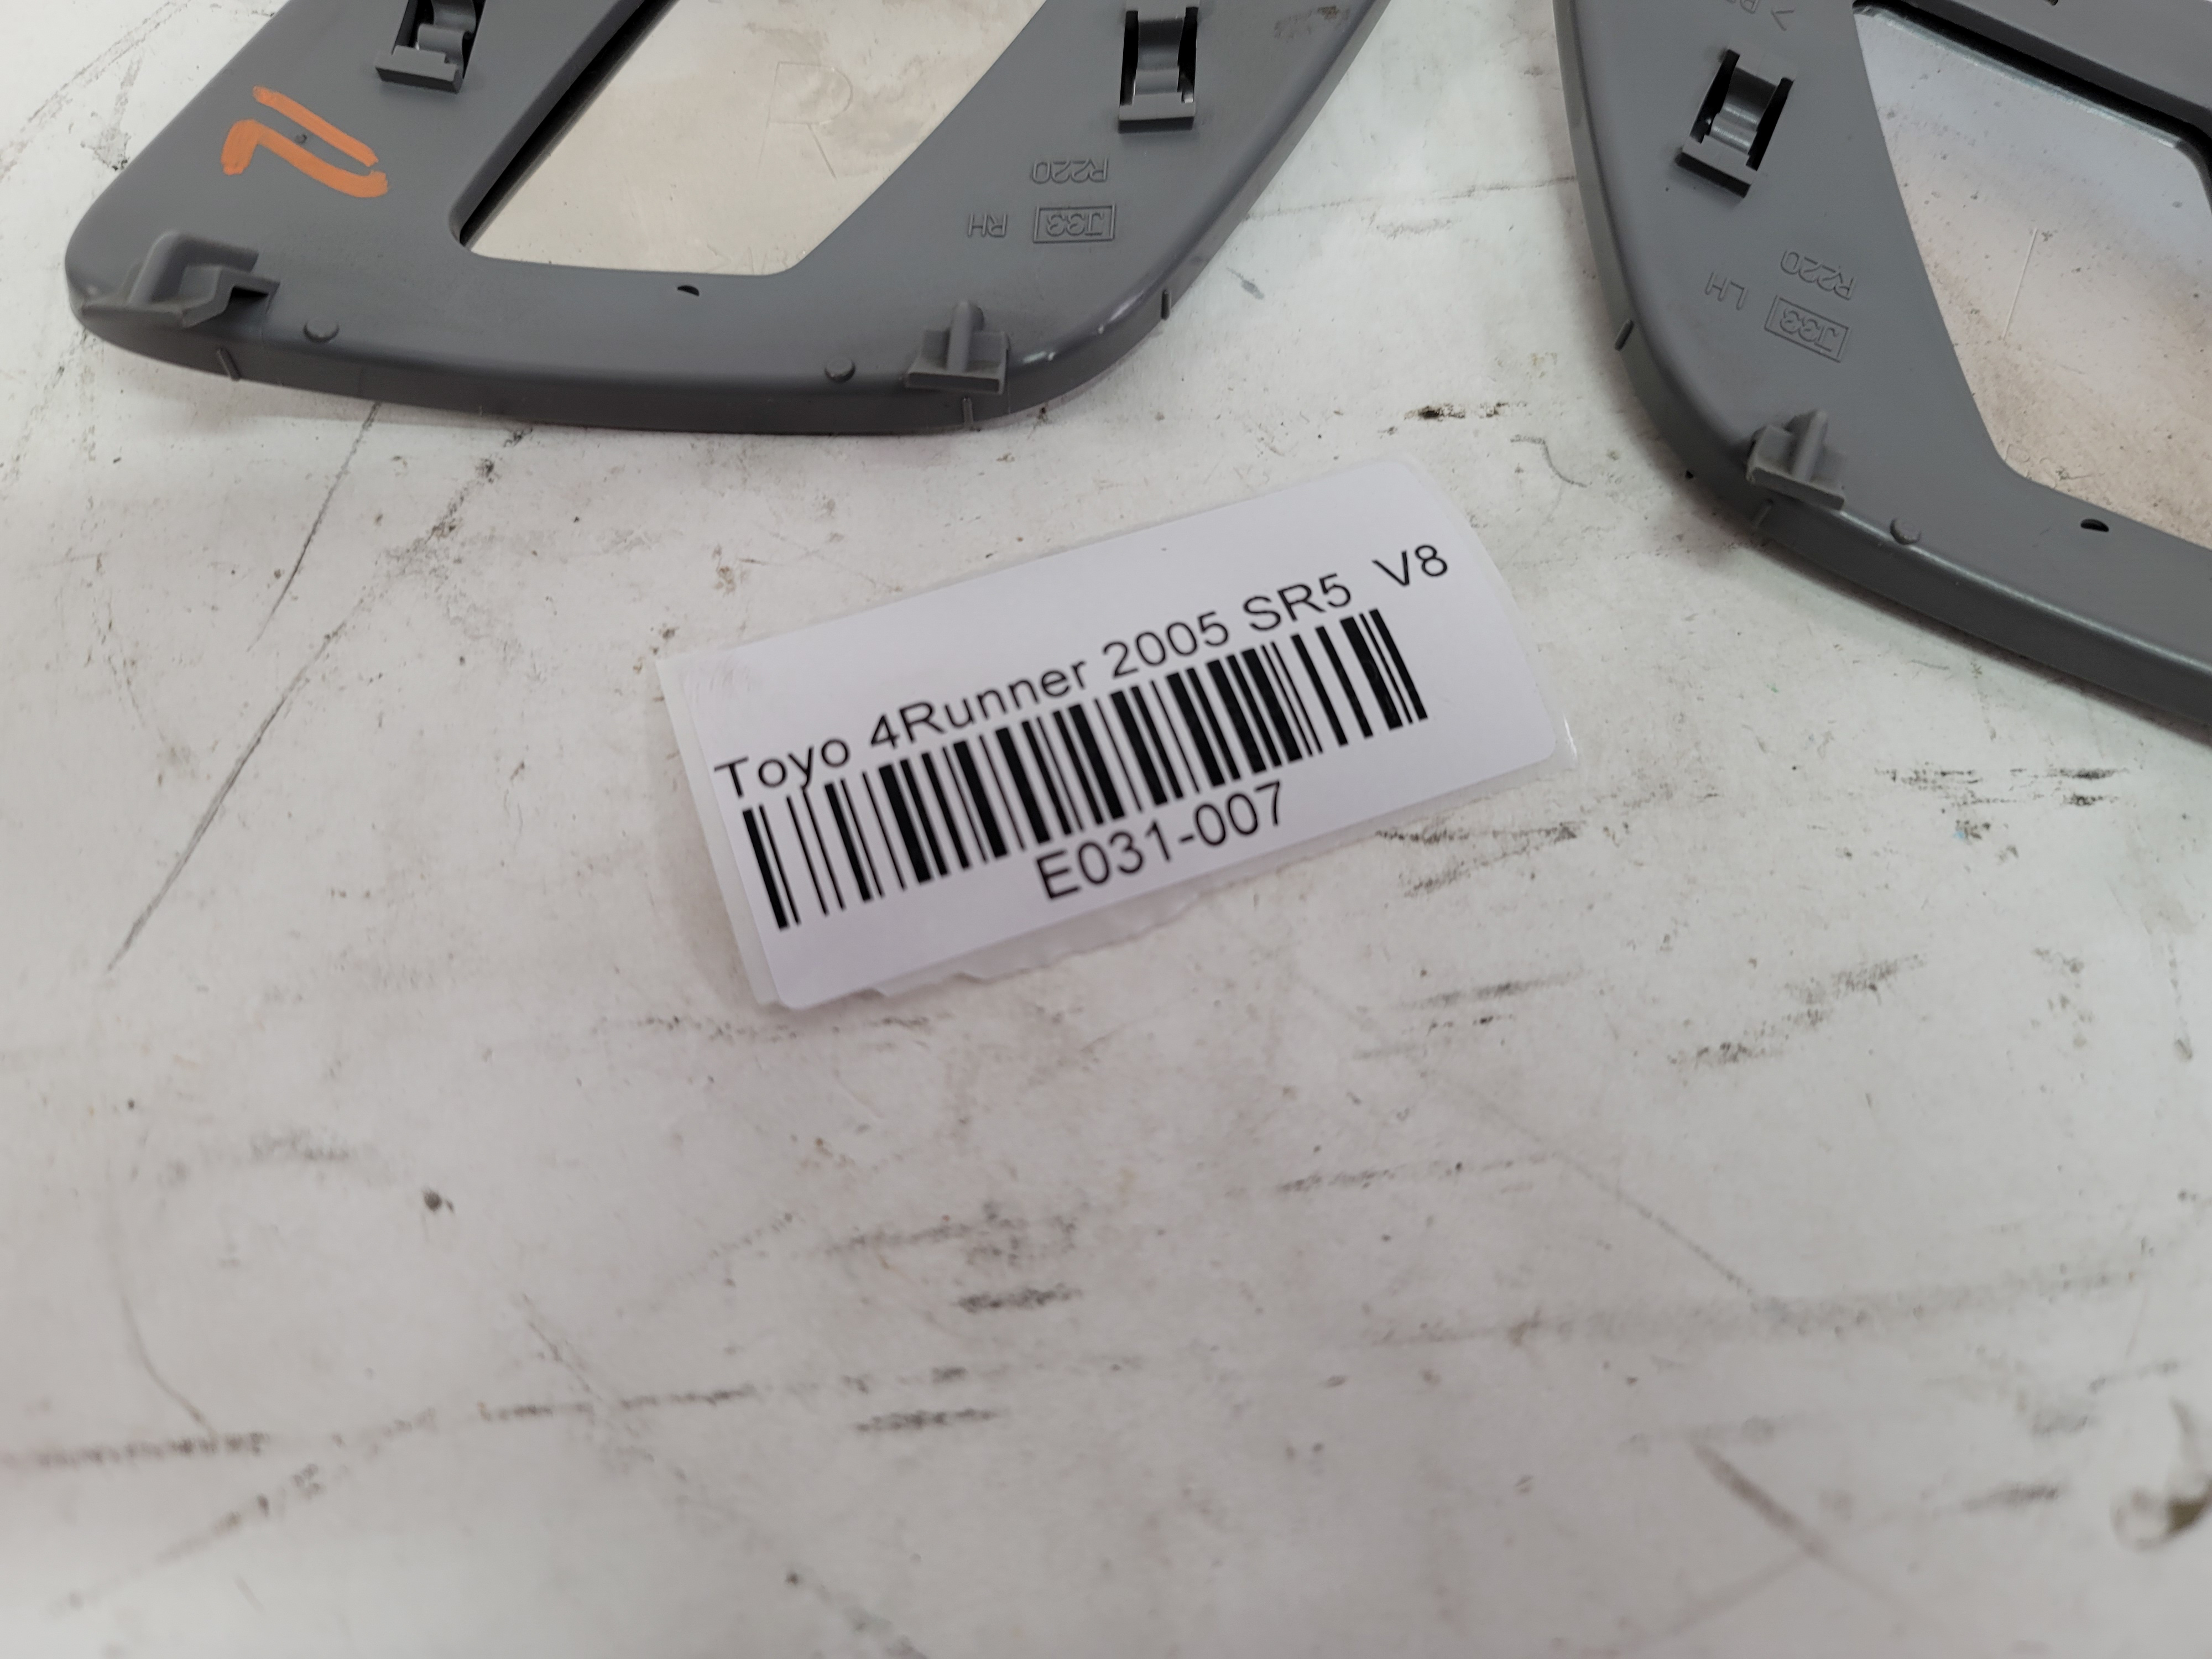 R220
J33 RH
R220
J33 LH
R
Toyo 4Runner 2005 SR5 V8
E031-007